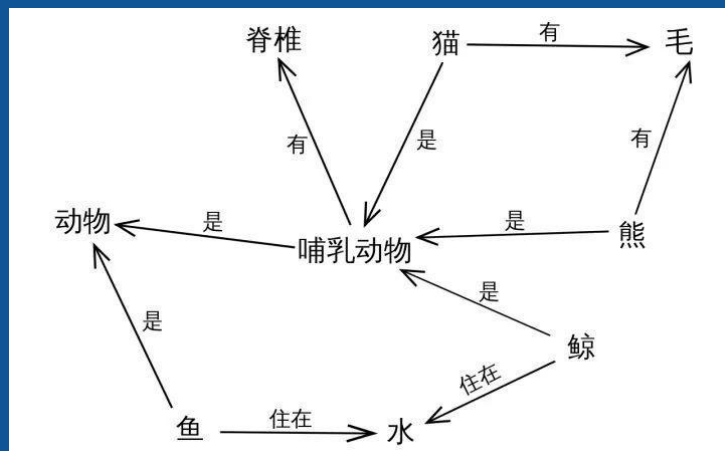 脊椎
猫
有
毛
有
是
有
动物
是
哺乳动物
是
熊
是
是
鲸
住在
鱼
住在
水